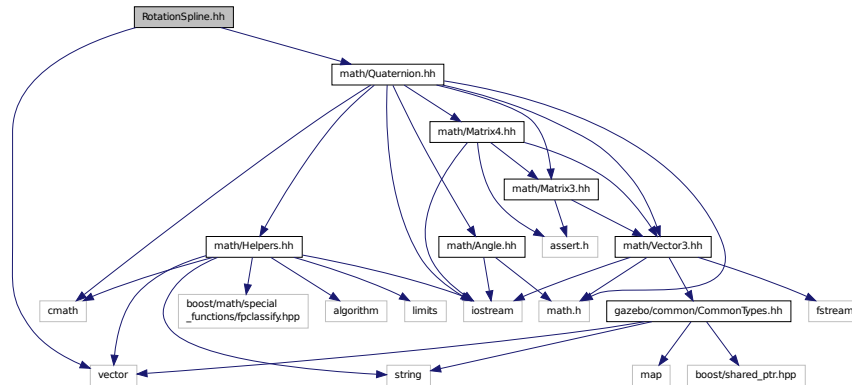 RotationSpline.hh
math/Quaternion.hh
math/Matrix4.hh
math/Matrix3.hh
math/Helpers.hh
math/Angle.hh
assert.h
math/Vector3.hh
cmath
boost/math/special
_functions/fpclassify.hpp
algorithm
limits
iostream
math.h
gazebo/common/CommonTypes.hh
fstream
vector
string
map
boost/shared_ptr.hpp